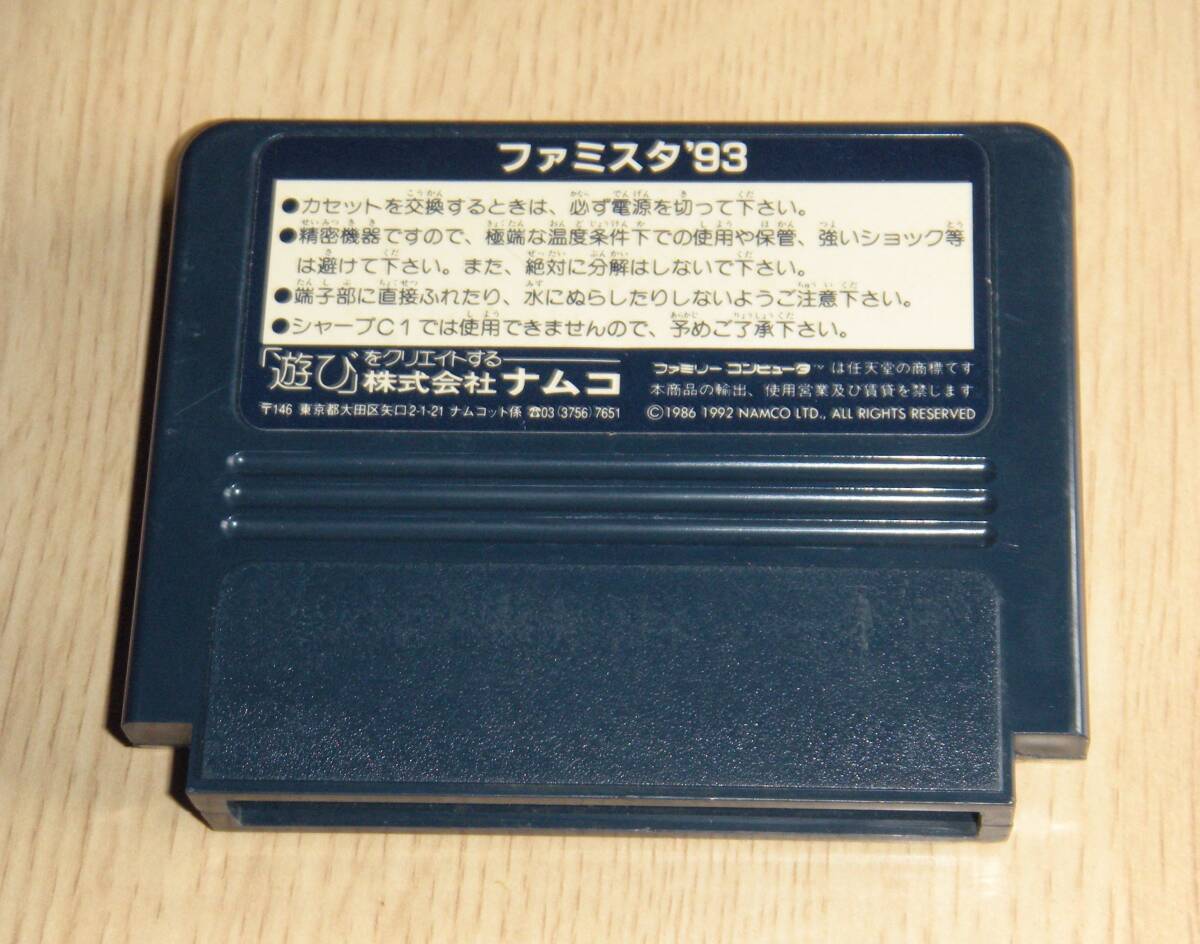 ファミスタ'93
●カセットを交換するときは、必ず電源を切って下さい。
●精密機器ですので、極端な温度条件下での使用や保管、強いショック等
は避けて下さい。また、絶対に分解はしないで下さい。
●端子部に直接ふれたり、水にぬらしたりしないようご注意下さい。
●シャープC1では使用できませんので、予めご了承下さい。
「遊び」をクリエイトする
株式会社ナムコ
〒146 東京都大田区矢口2-1-21 ナムコット係 ☎03(3756)7651
ファミリーコンピュータ™は任天堂の商標です
本商品の輸出、使用営業及び賃貸を禁じます
©1986 1992 NAMCO LTD., ALL RIGHTS RESERVED